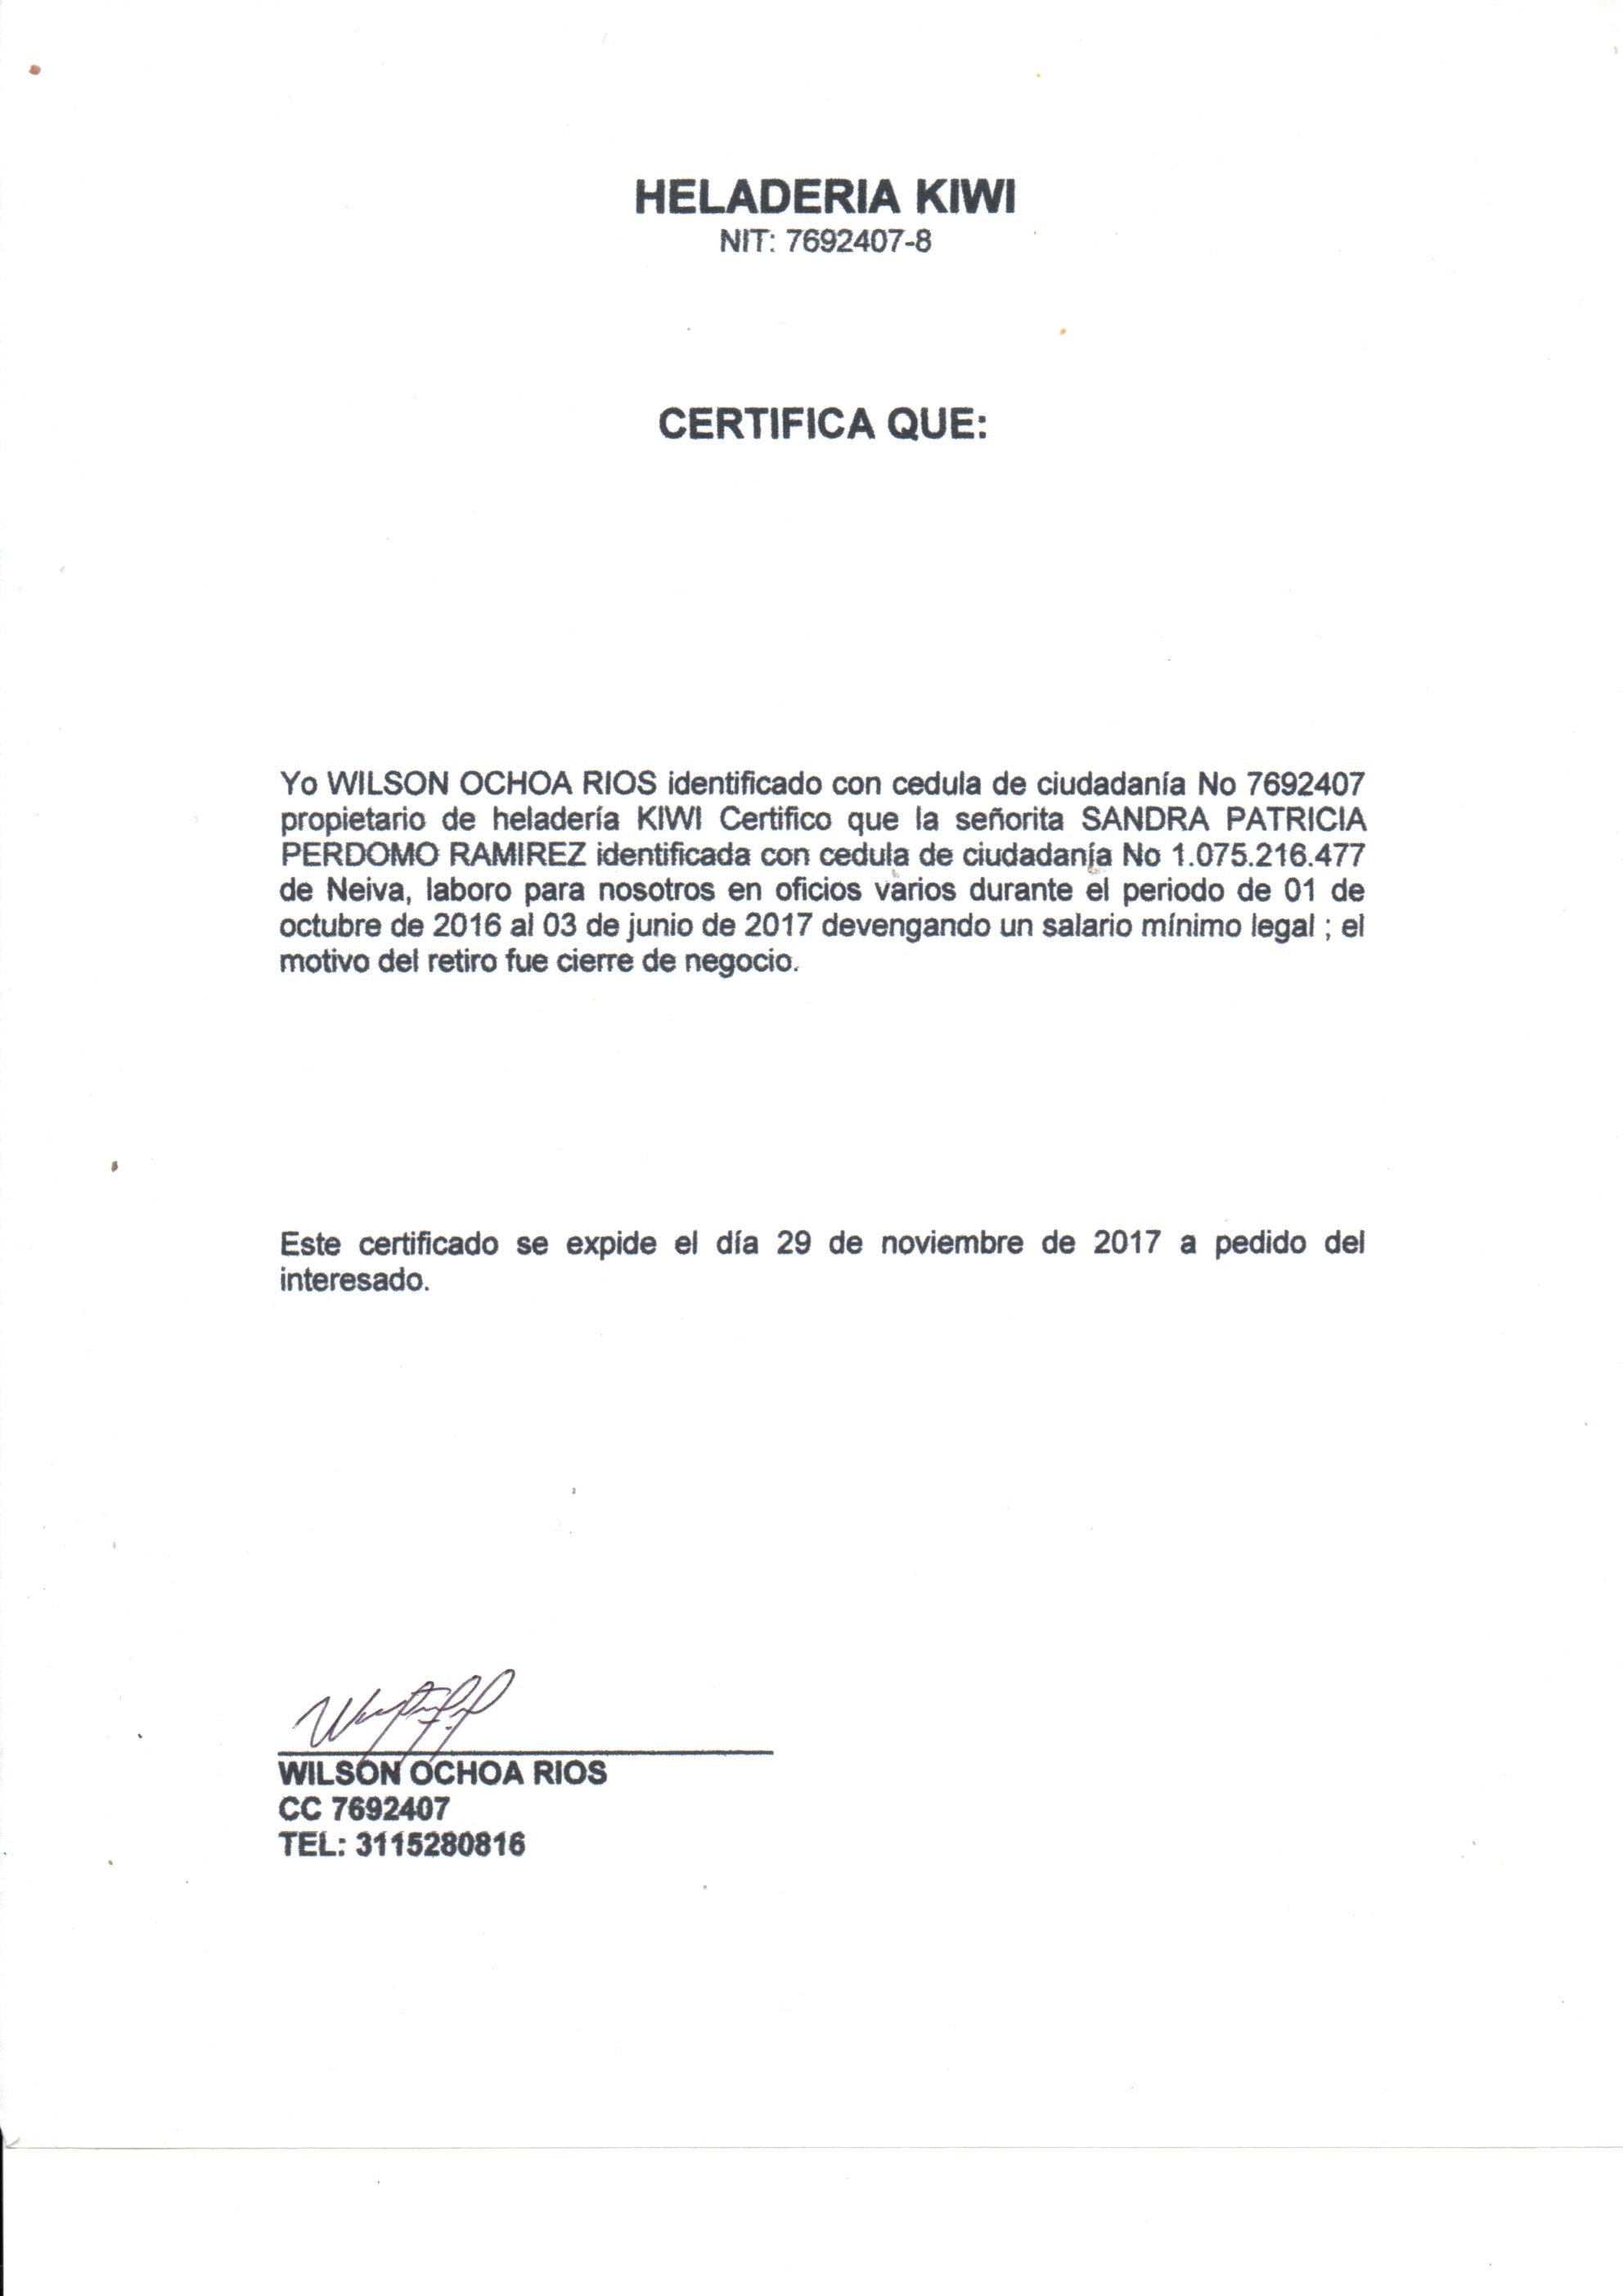 HELADERIA KIWI
NIT: 7692407-8
CERTIFICA QUE:
Yo WILSON OCHOA RIOS identificado con cedula de ciudadanía No 7692407
propietario de heladería KIWI Certifico que la señorita SANDRA PATRICIA
PERDOMO RAMIREZ identificada con cedula de ciudadanía No 1.075.216.477
de Neiva, laboro para nosotros en oficios varios durante el periodo de 01 de
octubre de 2016 al 03 de junio de 2017 devengando un salario mínimo legal ; el
motivo del retiro fue cierre de negocio.
Este certificado se expide el día 29 de noviembre de 2017 a pedido del
interesado.
WILSON OCHOA RIOS
CC 7692407
TEL: 3115280816